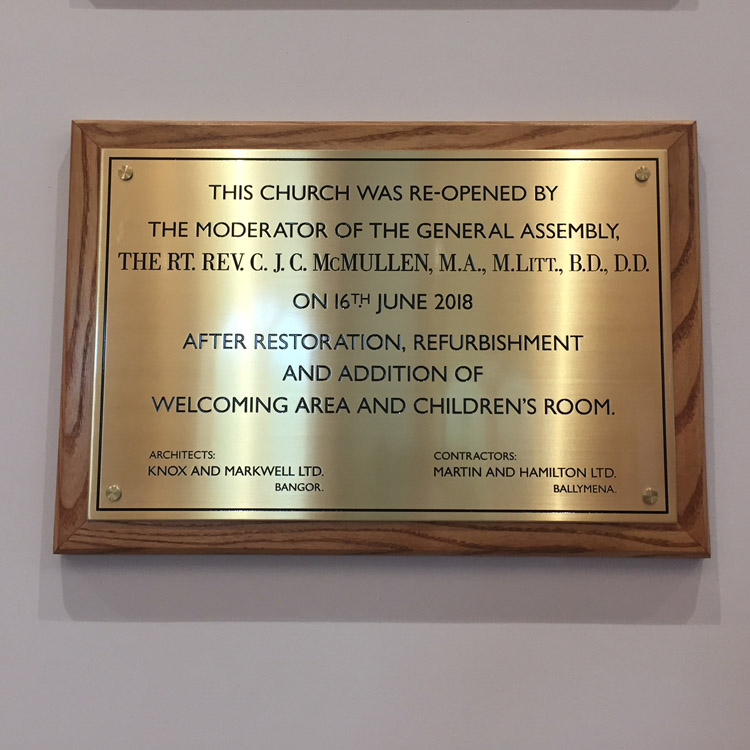 THIS CHURCH WAS RE-OPENED BY
THE MODERATOR OF THE GENERAL ASSEMBLY,
THE RT. REV. C. J. C. McMULLEN, M.A., M.Litt., B.D., D.D.
ON 16TH JUNE 2018
AFTER RESTORATION, REFURBISHMENT
AND ADDITION OF
WELCOMING AREA AND CHILDREN'S ROOM.
ARCHITECTS:
KNOX AND MARKWELL LTD.
BANGOR.
CONTRACTORS:
MARTIN AND HAMILTON LTD.
BALLYMENA.